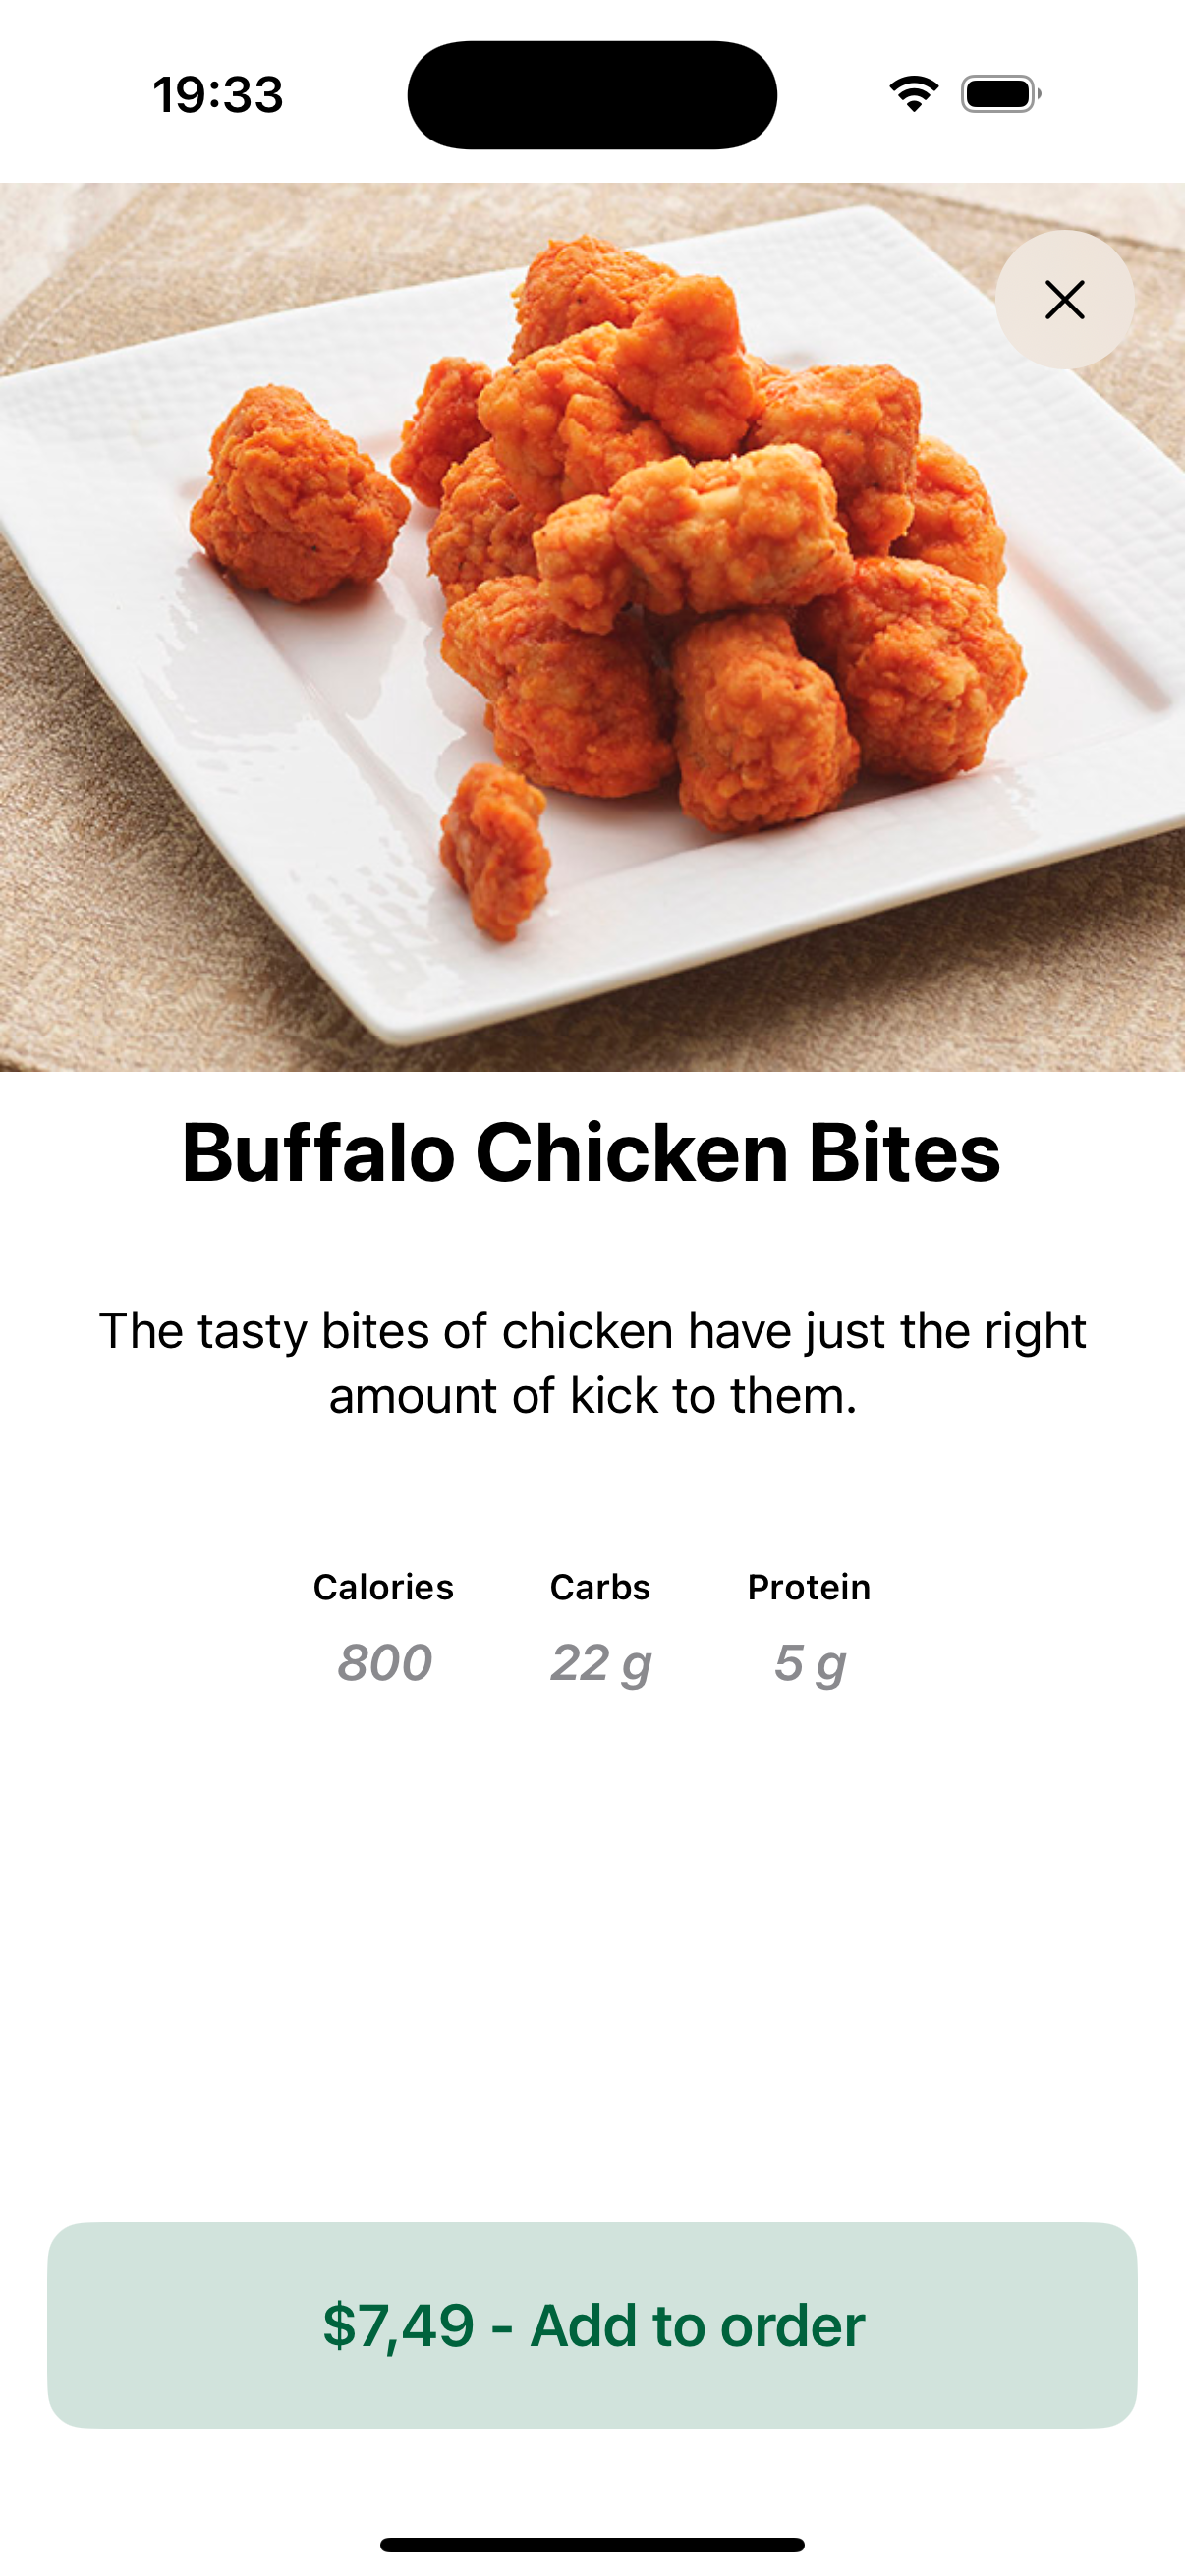 19:33
Buffalo Chicken Bites
The tasty bites of chicken have just the right
amount of kick to them.
Calories Carbs Protein
800 22 g 5 g
$7,49 - Add to order